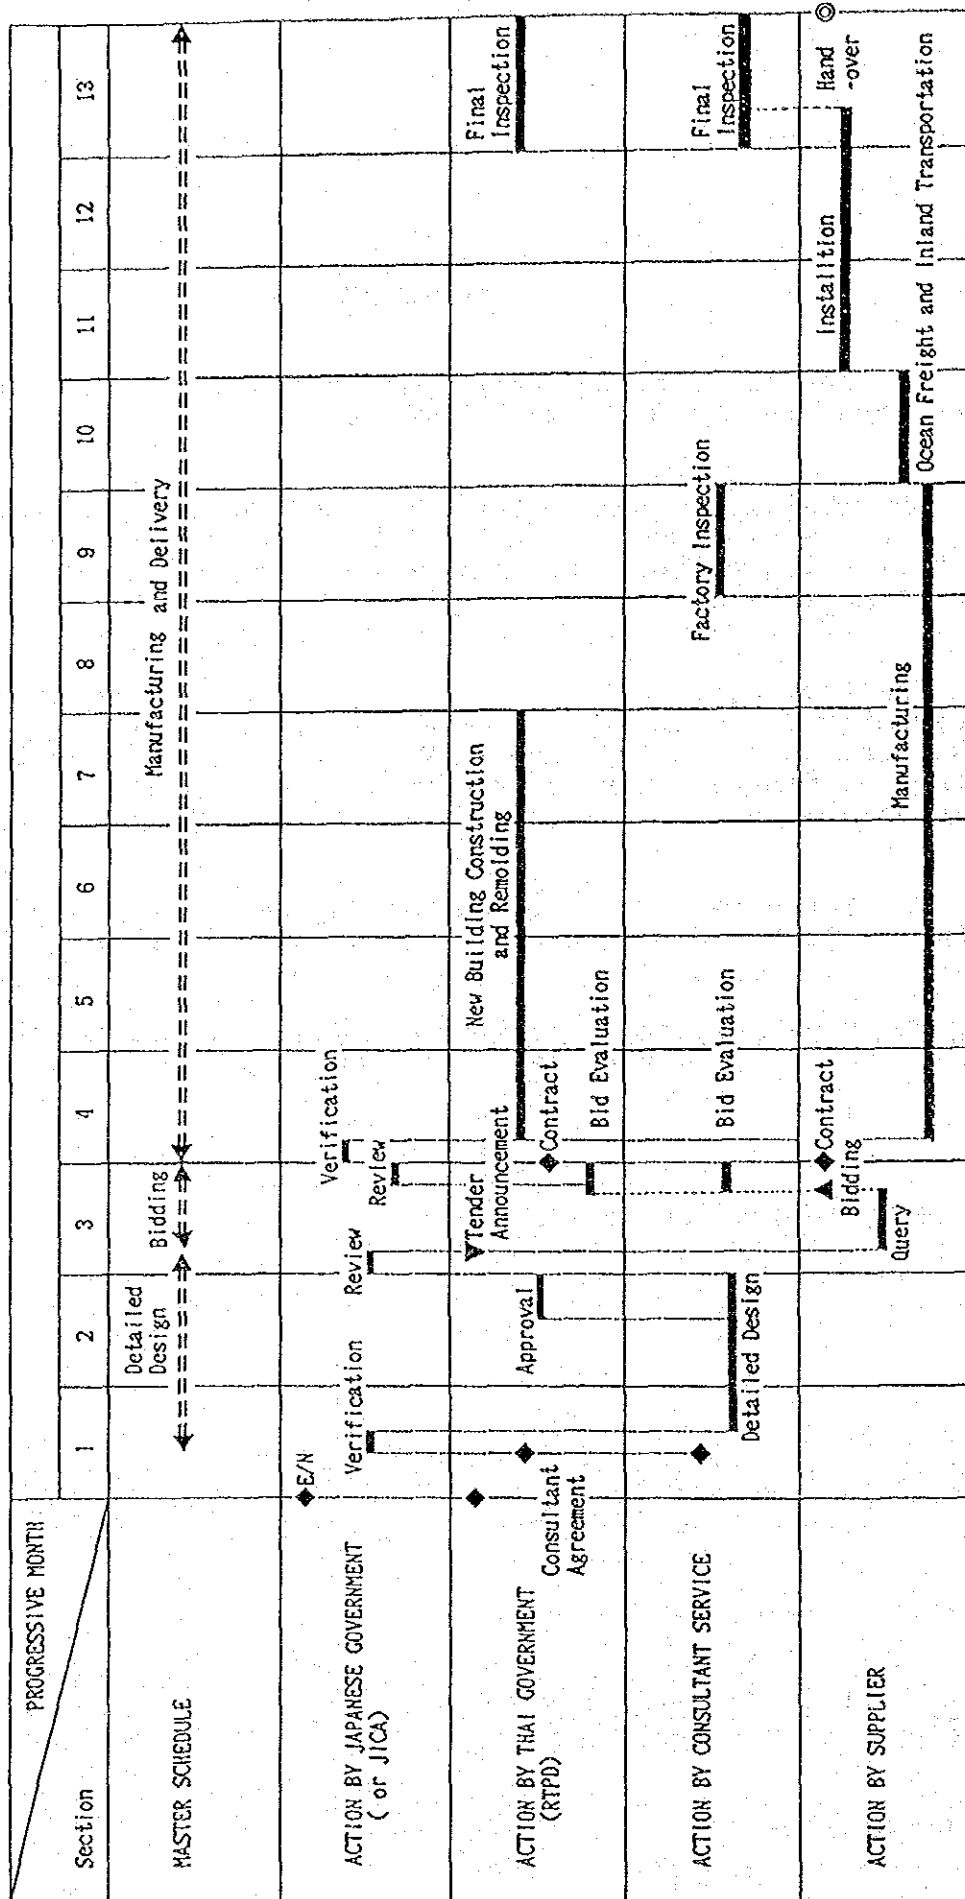 PROGRESSIVE MONTH
Section
1
2
3
4
5
6
7
8
9
10
11
12
13
MASTER SCHEDULE
Detailed
Design
Bidding
Manufacturing and Delivery
ACTION BY JAPANESE GOVERNMENT
( or JICA)
E/N
Verification
Review
Review
Verification
ACTION BY THAI GOVERNMENT
(RTPD)
Consultant
Agreement
Approval
Tender
Announcement
Contract
Bid Evaluation
New Building Construction
and Remolding
Final
Inspection
ACTION BY CONSULTANT SERVICE
Detailed Design
Bid Evaluation
Factory Inspection
Final
Inspection
ACTION BY SUPPLIER
Query
Bidding
Contract
Manufacturing
Ocean Freight and Inland Transportation
Installtion
Hand
-over